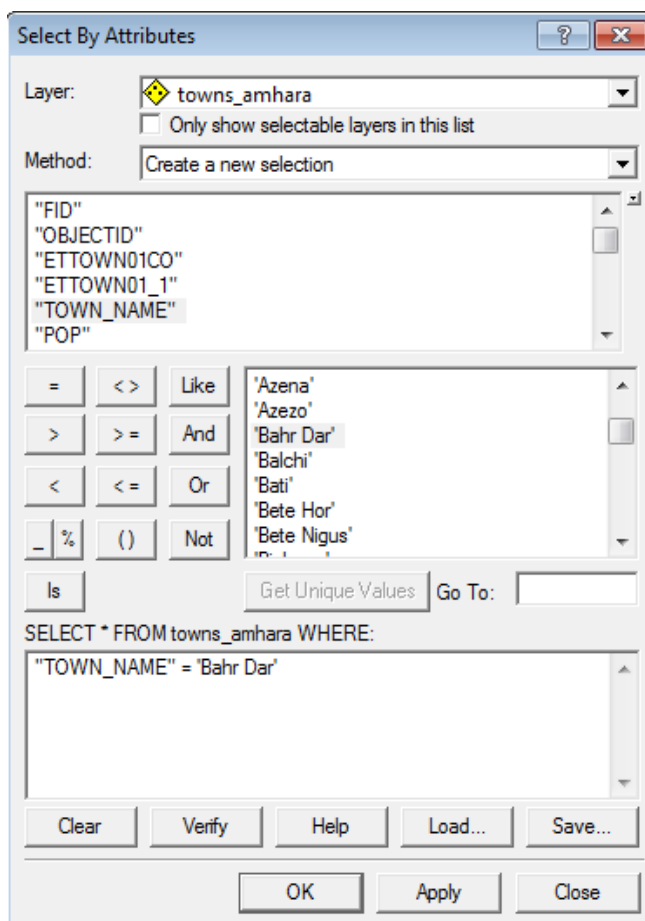 Select By Attributes
Layer: towns_amhara
Only show selectable layers in this list
Method: Create a new selection
"FID"
"OBJECTID"
"ETTOWN01CO"
"ETTOWN01_1"
"TOWN_NAME"
"POP"
= < > Like
> > = And
< < = Or
_ % ( ) Not
Is
'Azena'
'Azezo'
'Bahr Dar'
'Balchi'
'Bati'
'Bete Hor'
'Bete Nigus'
Get Unique Values Go To:
SELECT * FROM towns_amhara WHERE:
"TOWN_NAME" = 'Bahr Dar'
Clear Verify Help Load... Save...
OK Apply Close